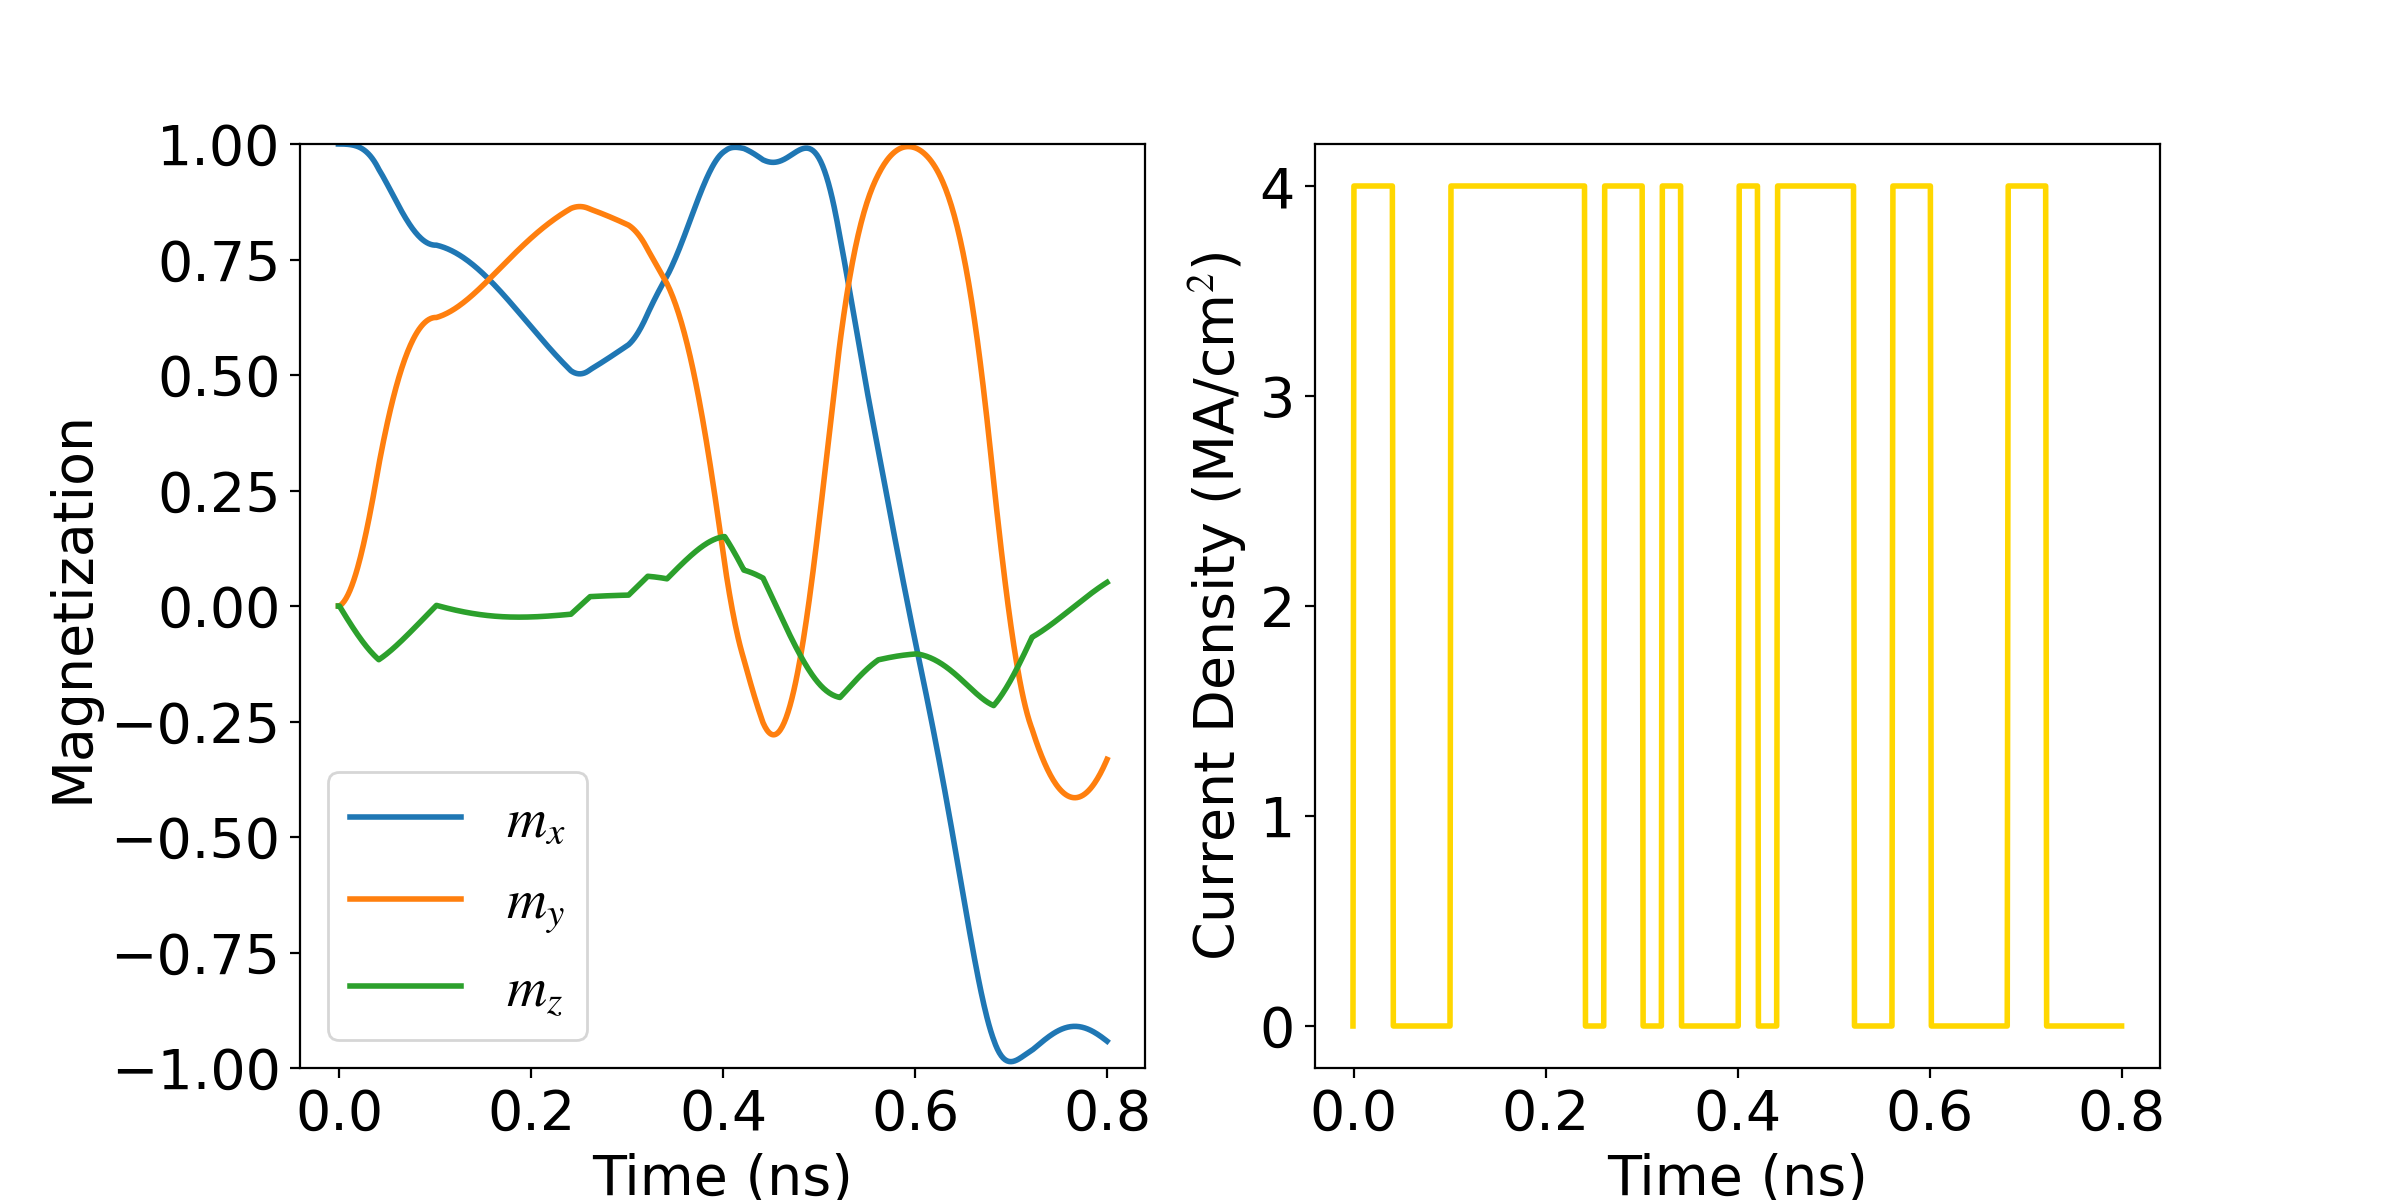 Magnetization
1.00
0.75
0.50
0.25
0.00
−0.25
−0.50
−0.75
−1.00
m_x
m_y
m_z
0.0 0.2 0.4 0.6 0.8
Time (ns)
Current Density (MA/cm²)
4
3
2
1
0
0.0 0.2 0.4 0.6 0.8
Time (ns)